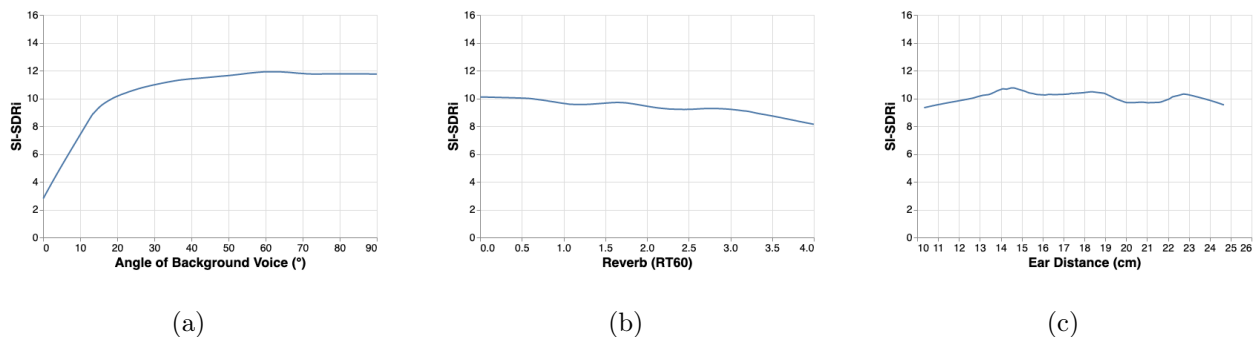 16
14
12
10
8
6
4
2
0
SI-SDRi
0 10 20 30 40 50 60 70 80 90
Angle of Background Voice (°)
(a)
16
14
12
10
8
6
4
2
0
SI-SDRi
0.0 0.5 1.0 1.5 2.0 2.5 3.0 3.5 4.0
Reverb (RT60)
(b)
16
14
12
10
8
6
4
2
0
SI-SDRi
10 11 12 13 14 15 16 17 18 19 20 21 22 23 24 25 26
Ear Distance (cm)
(c)